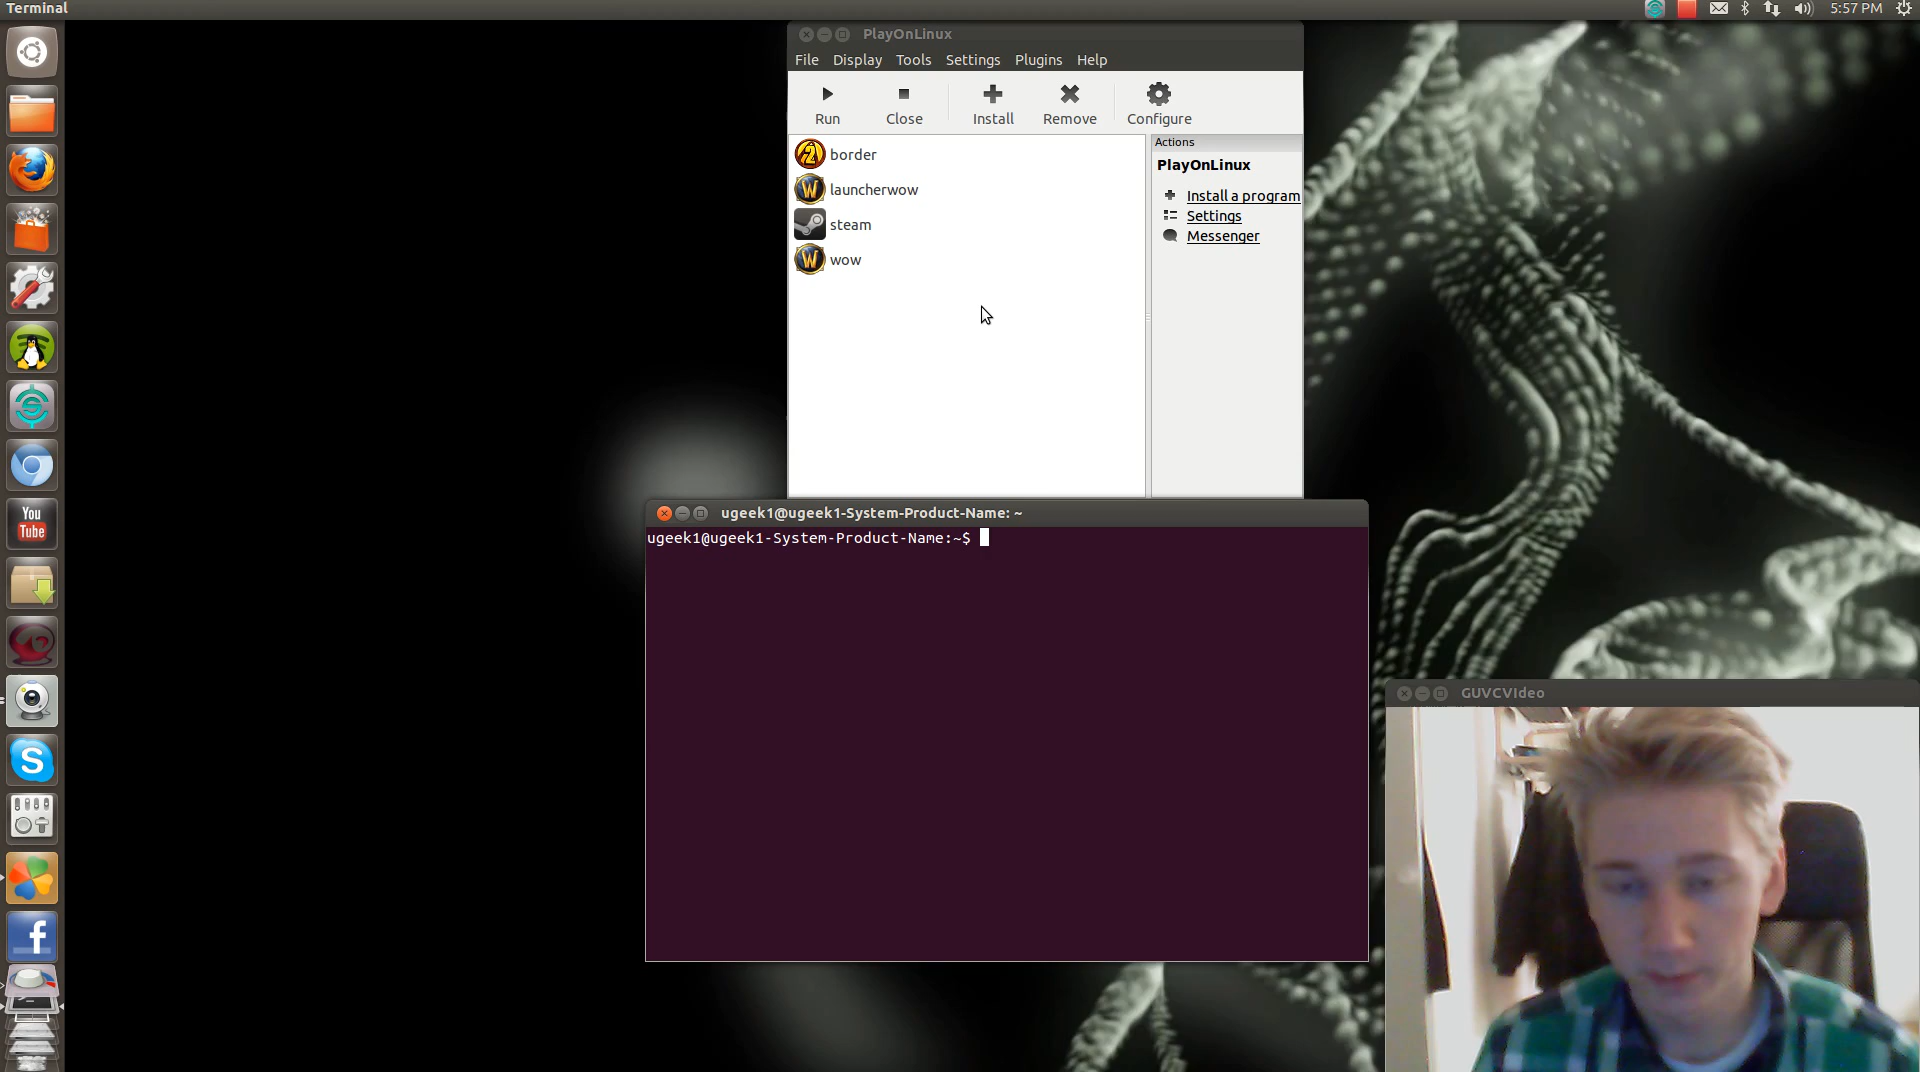 Terminal
5:57 PM
PlayOnLinux
File Display Tools Settings Plugins Help
Run Close Install Remove Configure
border
launcherwow
steam
wow
Actions
PlayOnLinux
Install a program
Settings
Messenger
You
Tube
ugeek1@ugeek1-System-Product-Name: ~
ugeek1@ugeek1-System-Product-Name:~$
GUVCVIdeo